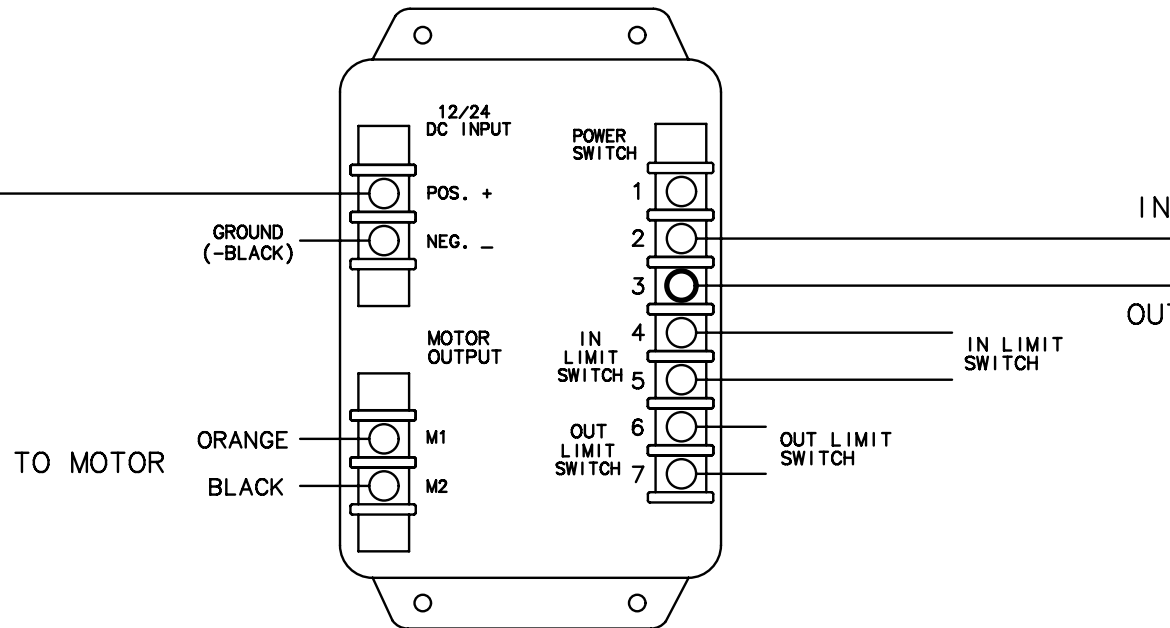 12/24
DC INPUT
POS. +
GROUND
(-BLACK)
NEG. _
MOTOR
OUTPUT
TO MOTOR
ORANGE
M1
BLACK
M2
POWER
SWITCH
1
2
3
4
IN
LIMIT
SWITCH
5
6
OUT
LIMIT
SWITCH
7
IN
OUT
IN LIMIT
SWITCH
OUT LIMIT
SWITCH